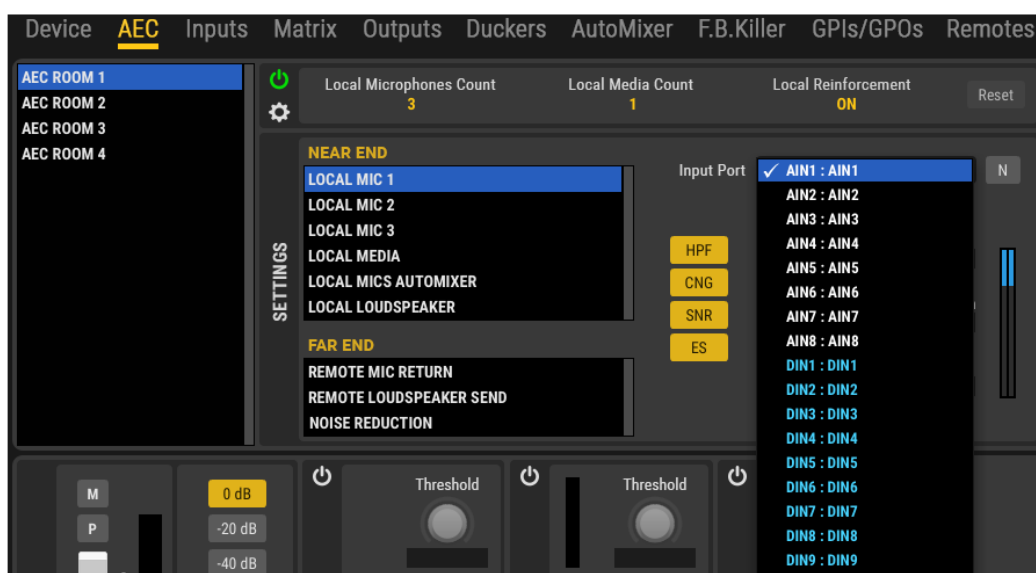 Device AEC Inputs Matrix Outputs Duckers AutoMixer F.B.Killer GPIs/GPOs Remotes
AEC ROOM 1
AEC ROOM 2
AEC ROOM 3
AEC ROOM 4
Local Microphones Count
3
Local Media Count
1
Local Reinforcement
ON
Reset
SETTINGS
NEAR END
LOCAL MIC 1
LOCAL MIC 2
LOCAL MIC 3
LOCAL MEDIA
LOCAL MICS AUTOMIXER
LOCAL LOUDSPEAKER
FAR END
REMOTE MIC RETURN
REMOTE LOUDSPEAKER SEND
NOISE REDUCTION
Input Port
HPF
CNG
SNR
ES
AIN1 : AIN1
AIN2 : AIN2
AIN3 : AIN3
AIN4 : AIN4
AIN5 : AIN5
AIN6 : AIN6
AIN7 : AIN7
AIN8 : AIN8
DIN1 : DIN1
DIN2 : DIN2
DIN3 : DIN3
DIN4 : DIN4
DIN5 : DIN5
DIN6 : DIN6
DIN7 : DIN7
DIN8 : DIN8
DIN9 : DIN9
N
M
P
0 dB
-20 dB
-40 dB
Threshold
Threshold